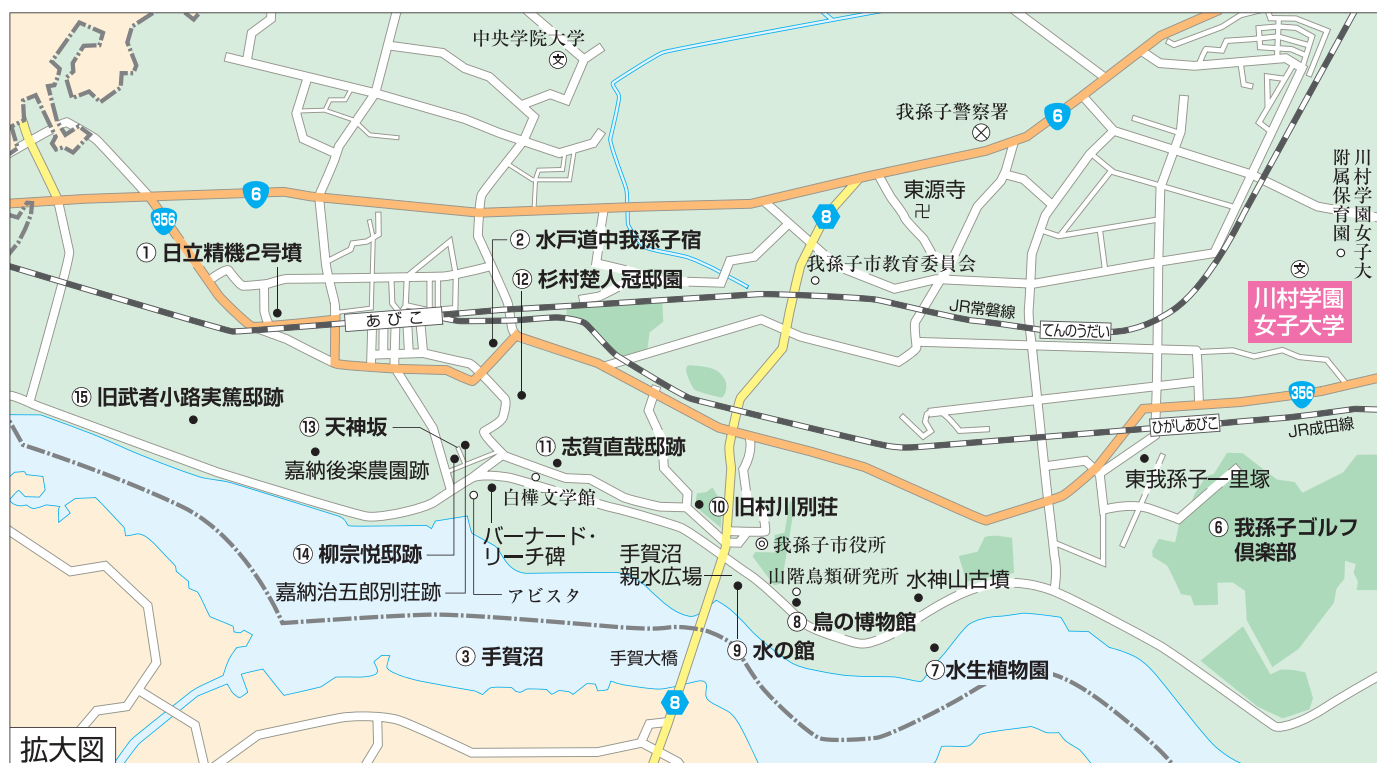 中央学院大学
文
我孫子警察署
6
川村学園女子大
附属保育園
東源寺
卍
6
356
8
① 日立精機2号墳
② 水戸道中我孫子宿
⑫ 杉村楚人冠邸園
我孫子市教育委員会
文
川村学園
女子大学
あびこ
JR常磐線
てんのうだい
⑮ 旧武者小路実篤邸跡
356
⑬ 天神坂
ひがしあびこ
JR成田線
嘉納後楽農園跡
⑪ 志賀直哉邸跡
東我孫子一里塚
白樺文学館
⑩ 旧村川別荘
⑥ 我孫子ゴルフ
倶楽部
バーナード・
リーチ碑
⑭ 柳宗悦邸跡
我孫子市役所
手賀沼
親水広場
山階鳥類研究所
水神山古墳
嘉納治五郎別荘跡
アビスタ
⑧ 鳥の博物館
③ 手賀沼
手賀大橋
⑨ 水の館
⑦ 水生植物園
8
拡大図